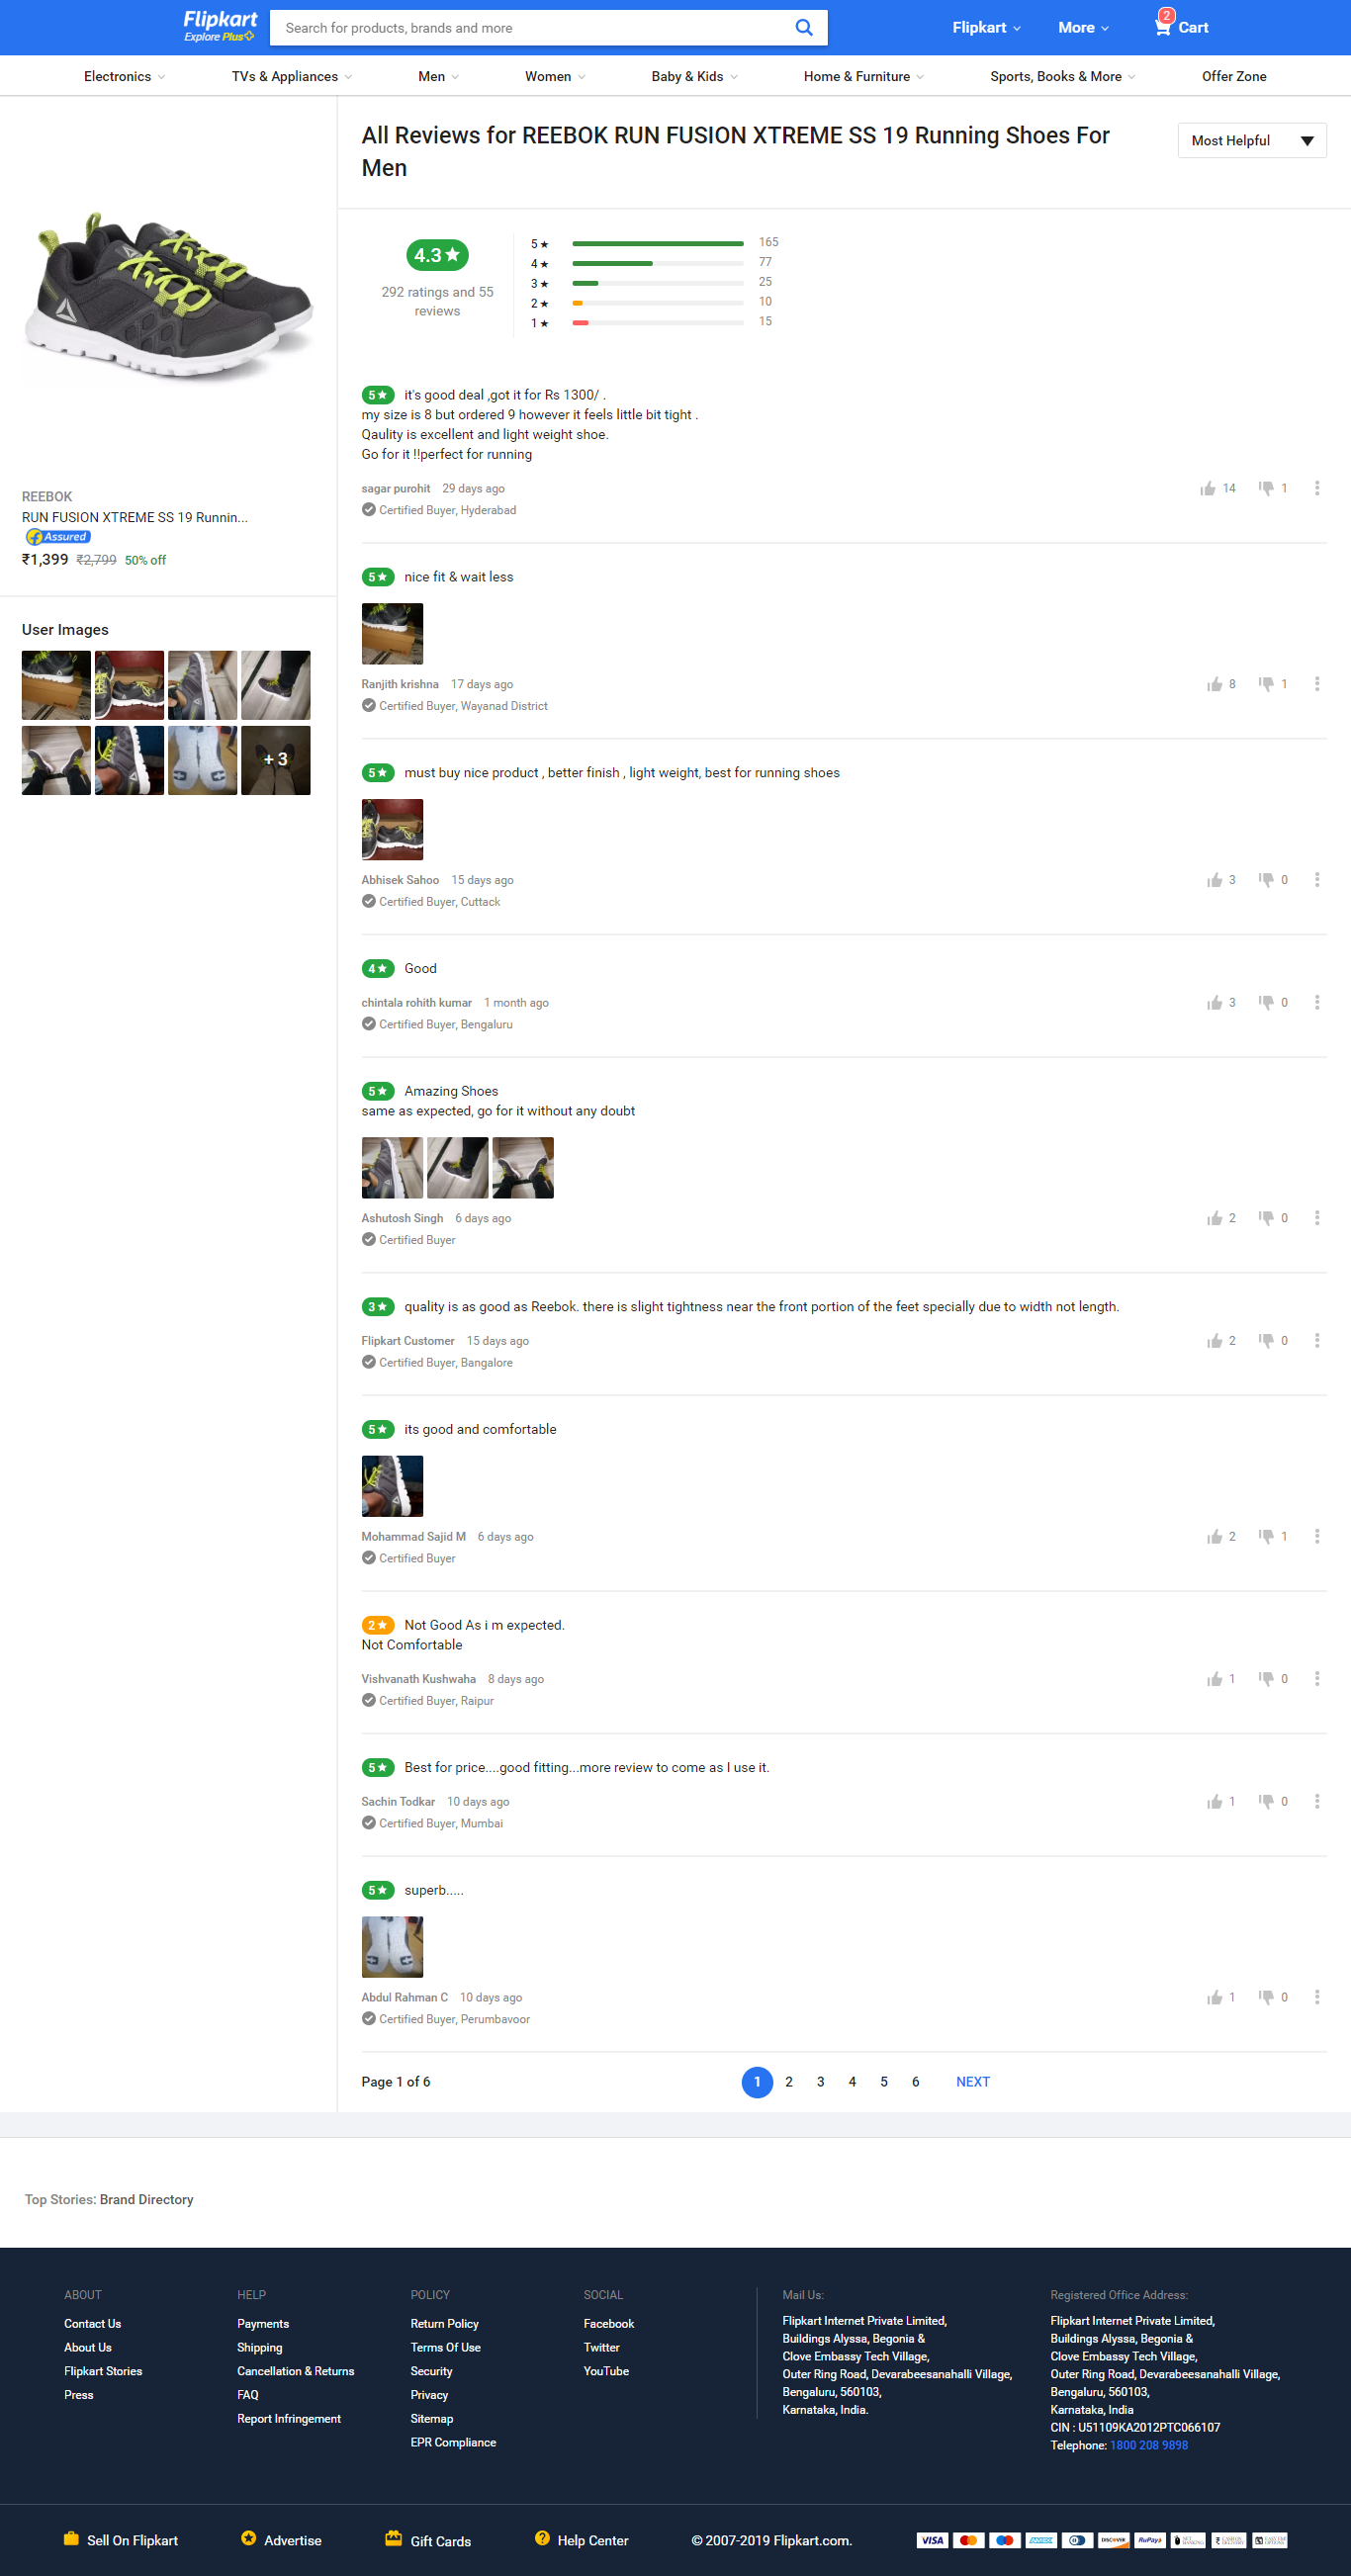 Flipkart
Explore Plus
Search for products, brands and more
Flipkart
More
2
Cart
Electronics
TVs & Appliances
Men
Women
Baby & Kids
Home & Furniture
Sports, Books & More
Offer Zone
REEBOK
RUN FUSION XTREME SS 19 Runnin...
Assured
₹1,399 ₹2,799 50% off
User Images
+ 3
All Reviews for REEBOK RUN FUSION XTREME SS 19 Running Shoes For
Men
Most Helpful
4.3★
292 ratings and 55
reviews
5★ 165
4★ 77
3★ 25
2★ 10
1★ 15
5★ it's good deal ,got it for Rs 1300/ .
my size is 8 but ordered 9 however it feels little bit tight .
Qaulity is excellent and light weight shoe.
Go for it !!perfect for running
sagar purohit 29 days ago 14 1
Certified Buyer, Hyderabad
5★ nice fit & wait less
Ranjith krishna 17 days ago 8 1
Certified Buyer, Wayanad District
5★ must buy nice product , better finish , light weight, best for running shoes
Abhisek Sahoo 15 days ago 3 0
Certified Buyer, Cuttack
4★ Good
chintala rohith kumar 1 month ago 3 0
Certified Buyer, Bengaluru
5★ Amazing Shoes
same as expected, go for it without any doubt
Ashutosh Singh 6 days ago 2 0
Certified Buyer
3★ quality is as good as Reebok. there is slight tightness near the front portion of the feet specially due to width not length.
Flipkart Customer 15 days ago 2 0
Certified Buyer, Bangalore
5★ its good and comfortable
Mohammad Sajid M 6 days ago 2 1
Certified Buyer
2★ Not Good As i m expected.
Not Comfortable
Vishvanath Kushwaha 8 days ago 1 0
Certified Buyer, Raipur
5★ Best for price....good fitting...more review to come as I use it.
Sachin Todkar 10 days ago 1 0
Certified Buyer, Mumbai
5★ superb.....
Abdul Rahman C 10 days ago 1 0
Certified Buyer, Perumbavoor
Page 1 of 6
1 2 3 4 5 6 NEXT
Top Stories: Brand Directory
ABOUT
Contact Us
About Us
Flipkart Stories
Press
HELP
Payments
Shipping
Cancellation & Returns
FAQ
Report Infringement
POLICY
Return Policy
Terms Of Use
Security
Privacy
Sitemap
EPR Compliance
SOCIAL
Facebook
Twitter
YouTube
Mail Us:
Flipkart Internet Private Limited,
Buildings Alyssa, Begonia &
Clove Embassy Tech Village,
Outer Ring Road, Devarabeesanahalli Village,
Bengaluru, 560103,
Karnataka, India.
Registered Office Address:
Flipkart Internet Private Limited,
Buildings Alyssa, Begonia &
Clove Embassy Tech Village,
Outer Ring Road, Devarabeesanahalli Village,
Bengaluru, 560103,
Karnataka, India
CIN : U51109KA2012PTC066107
Telephone: 1800 208 9898
Sell On Flipkart
Advertise
Gift Cards
Help Center
© 2007-2019 Flipkart.com.
VISA
DISCOVER
RuPay